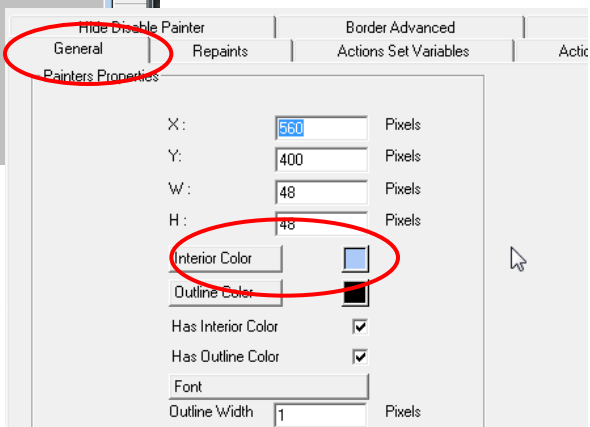 Hide Disable Painter Border Advanced
General Repaints Actions Set Variables Actio
Painters Properties
X : 560 Pixels
Y: 400 Pixels
W : 48 Pixels
H : 48 Pixels
Interior Color
Outline Color
Has Interior Color
Has Outline Color
Font
Outline Width 1 Pixels